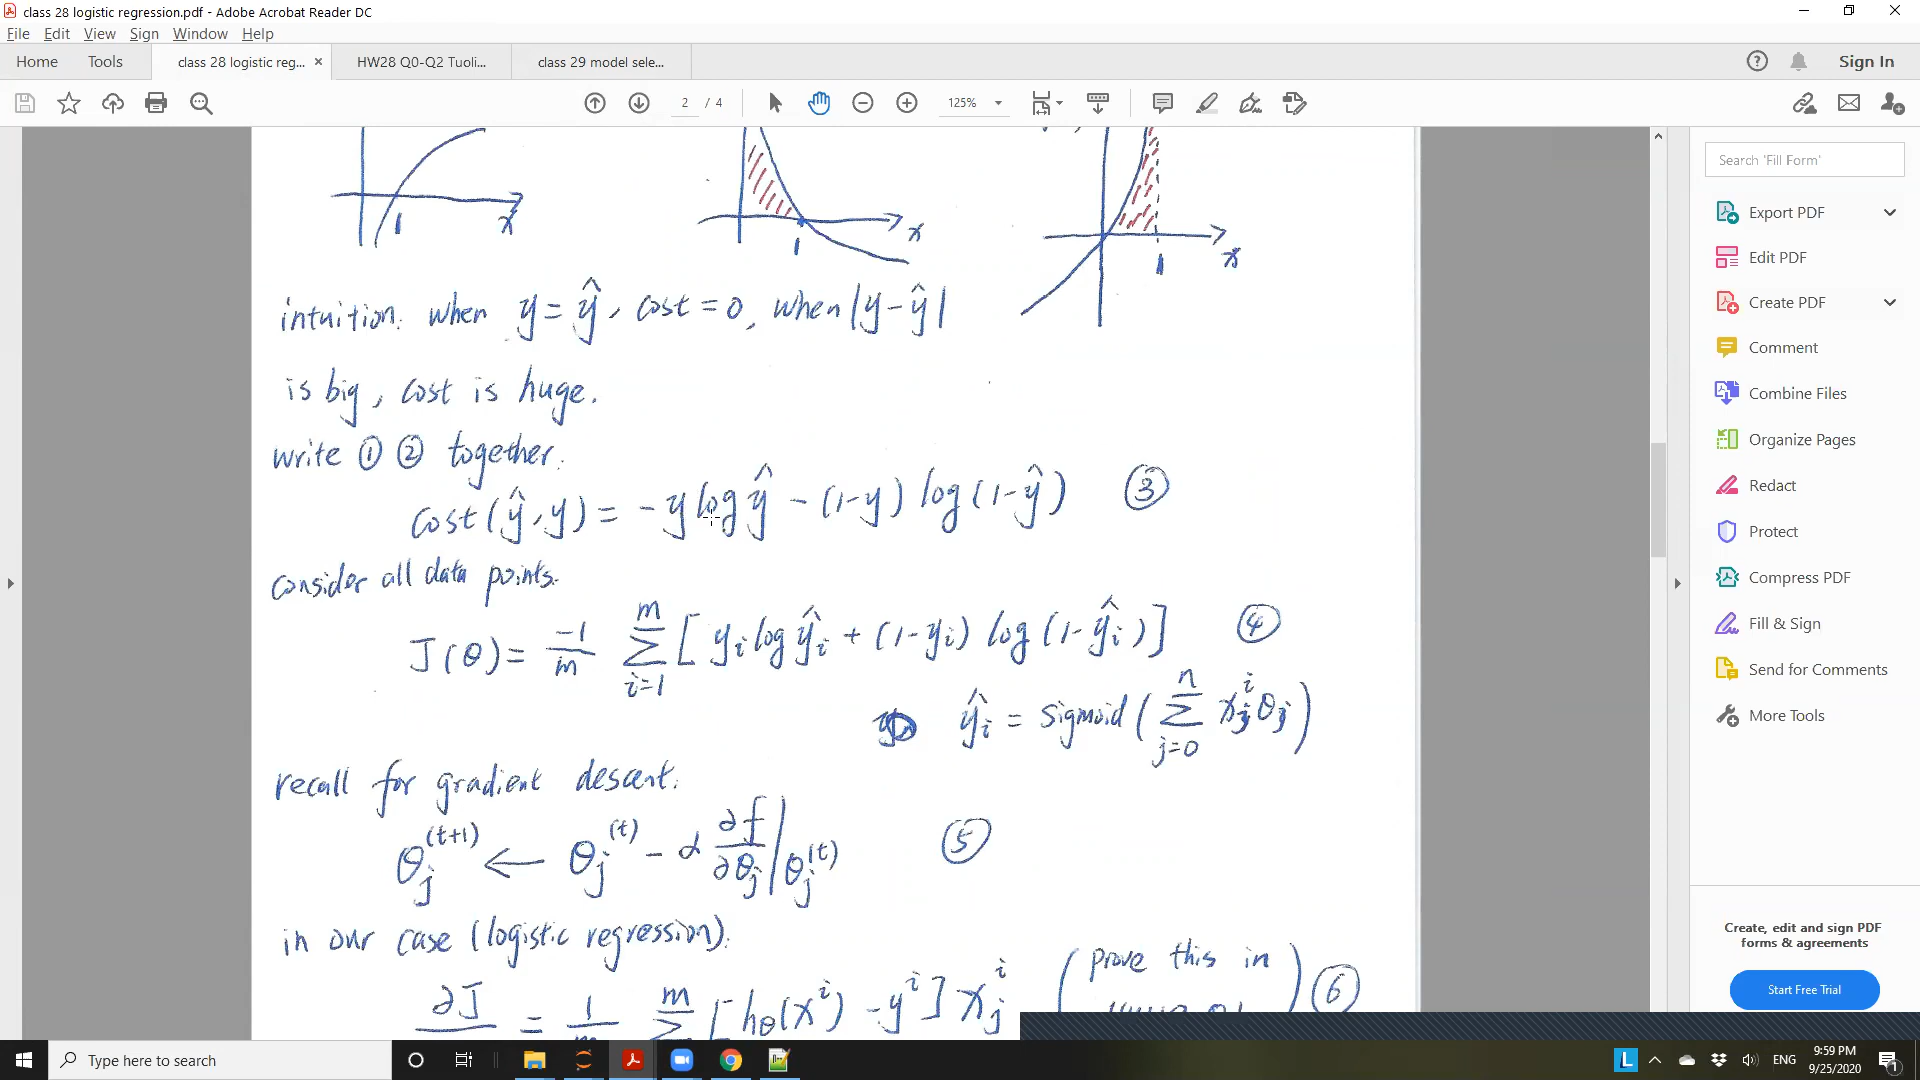 class 28 logistic regression.pdf - Adobe Acrobat Reader DC
File Edit View Sign Window Help
Home Tools class 28 logistic reg... × HW28 Q0-Q2 Tuoli... class 29 model sele... Sign In
2 / 4 125%
1 x
1 x
1 x
intuition. when y = ŷ, cost = 0, when |y - ŷ|
is big, cost is huge.
write ① ② together.
cost(ŷ, y) = -y log ŷ - (1-y) log(1-ŷ) ③
consider all data points.
J(θ) = -1/m Σ_{i=1}^{m} [y_i log ŷ_i + (1-y_i) log(1-ŷ_i)] ④
ŷ_i = sigmoid(Σ_{j=0}^{n} x_j^i θ_j)
recall for gradient descent.
θ_j^{(t+1)} ← θ_j^{(t)} - α ∂f/∂θ_j |θ_j^{(t)} ⑤
in our case (logistic regression).
∂J = 1 Σ^m [h_θ(x^i) - y^i] x_j^i (prove this in) ⑥
Search 'Fill Form'
Export PDF
Edit PDF
Create PDF
Comment
Combine Files
Organize Pages
Redact
Protect
Compress PDF
Fill & Sign
Send for Comments
More Tools
Create, edit and sign PDF
forms & agreements
Start Free Trial
Type here to search
L ENG 9:59 PM
9/25/2020 1